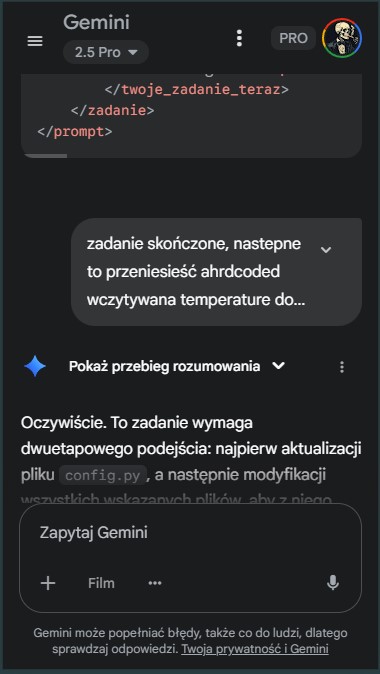 Gemini
2.5 Pro
PRO
</twoje_zadanie_teraz>
</zadanie>
</prompt>
zadanie skończone, nastepne
to przeniesieść ahrdcoded
wczytywana temperature do...
Pokaż przebieg rozumowania
Oczywiście. To zadanie wymaga
dwuetapowego podejścia: najpierw aktualizacji
pliku config.py, a następnie modyfikacji
wszystkich wskazanych plików, aby z niego
Zapytaj Gemini
Film
Gemini może popełniać błędy, także co do ludzi, dlatego
sprawdzaj odpowiedzi. Twoja prywatność i Gemini